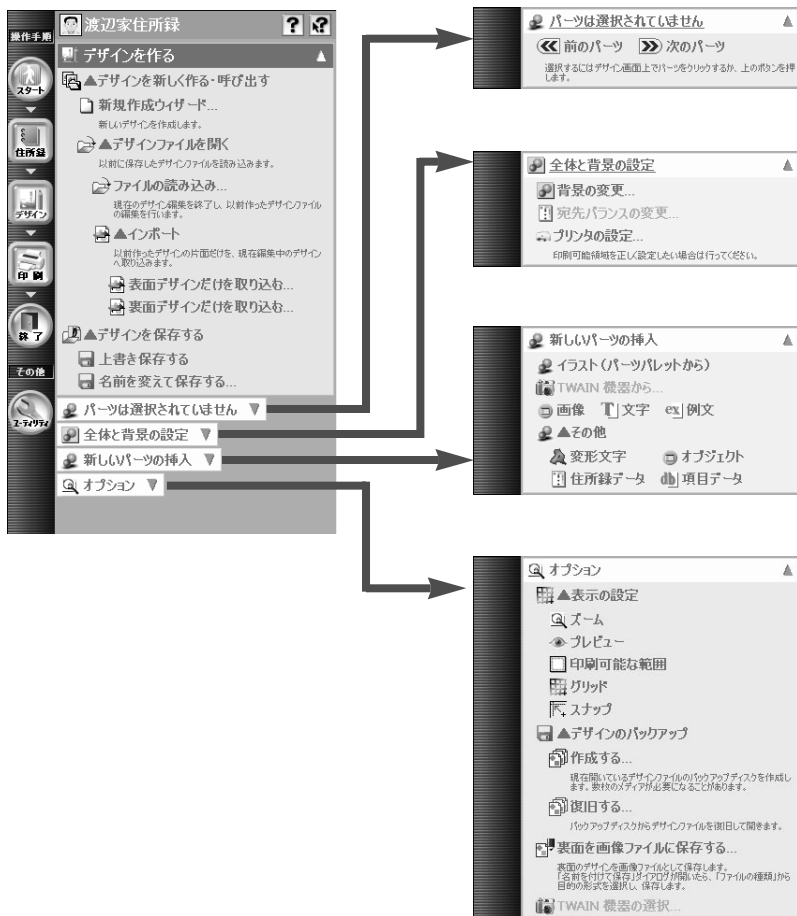 操作手順
スタート
住所録
デザイン
印刷
終了
その他
ユーティリティ
渡辺家住所録 ? ?
デザインを作る ▲
▲デザインを新しく作る・呼び出す
新規作成ウィザード...
新しいデザインを作成します。
▲デザインファイルを開く
以前に保存したデザインファイルを読み込みます。
ファイルの読み込み...
現在のデザイン編集を終了し、以前作ったデザインファイル
の編集を行います。
▲インポート
以前作ったデザインの片面だけを、現在編集中のデザイン
へ取り込みます。
表面デザインだけを取り込む...
裏面デザインだけを取り込む...
▲デザインを保存する
上書き保存する
名前を変えて保存する...
パーツは選択されていません ▼
全体と背景の設定 ▼
新しいパーツの挿入 ▼
オプション ▼
パーツは選択されていません ▲
前のパーツ 次のパーツ
選択するにはデザイン画面上でパーツをクリックするか、上のボタンを押
します。
全体と背景の設定 ▲
背景の変更...
宛先バランスの変更...
プリンタの設定...
印刷可能領域を正しく設定したい場合は行ってください。
新しいパーツの挿入 ▲
イラスト(パーツパレットから)
TWAIN 機器から...
画像 T 文字 ex 例文
▲その他
変形文字 オブジェクト
住所録データ db 項目データ
オプション ▲
▲表示の設定
ズーム
プレビュー
印刷可能な範囲
グリッド
スナップ
▲デザインのバックアップ
作成する...
現在開いているデザインファイルのバックアップディスクを作成し
ます。数枚のメディアが必要になることがあります。
復旧する...
バックアップディスクからデザインファイルを復旧して開きます。
裏面を画像ファイルに保存する...
裏面のデザインを画像ファイルとして保存します。
「名前を付けて保存」ダイアログが開いたら、「ファイルの種類」から
目的の形式を選択し、保存します。
TWAIN 機器の選択...